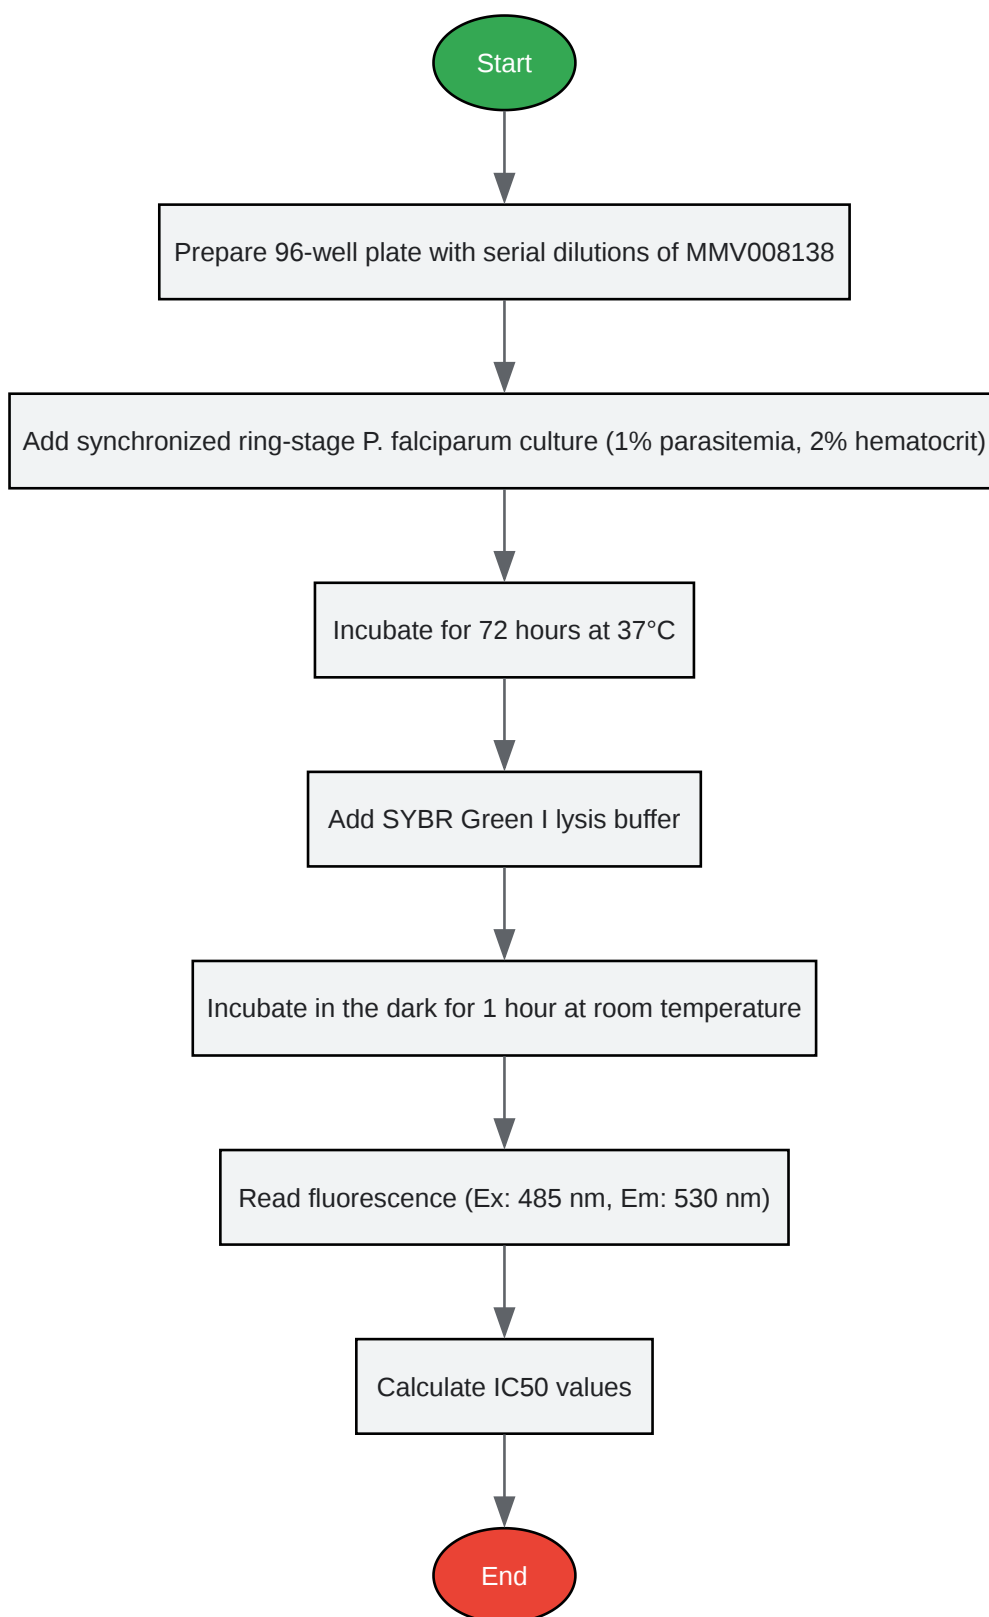 Start
Prepare 96-well plate with serial dilutions of MMV008138
Add synchronized ring-stage P. falciparum culture (1% parasitemia, 2% hematocrit)
Incubate for 72 hours at 37°C
Add SYBR Green I lysis buffer
Incubate in the dark for 1 hour at room temperature
Read fluorescence (Ex: 485 nm, Em: 530 nm)
Calculate IC50 values
End